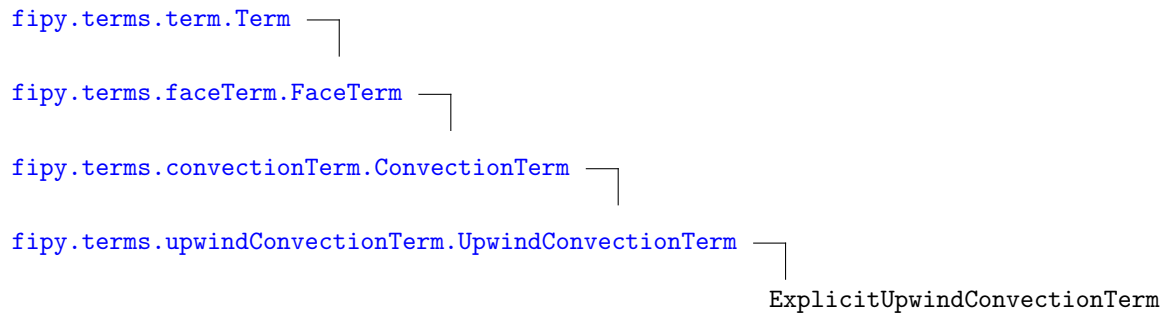 fipy.terms.term.Term
fipy.terms.faceTerm.FaceTerm
fipy.terms.convectionTerm.ConvectionTerm
fipy.terms.upwindConvectionTerm.UpwindConvectionTerm
ExplicitUpwindConvectionTerm